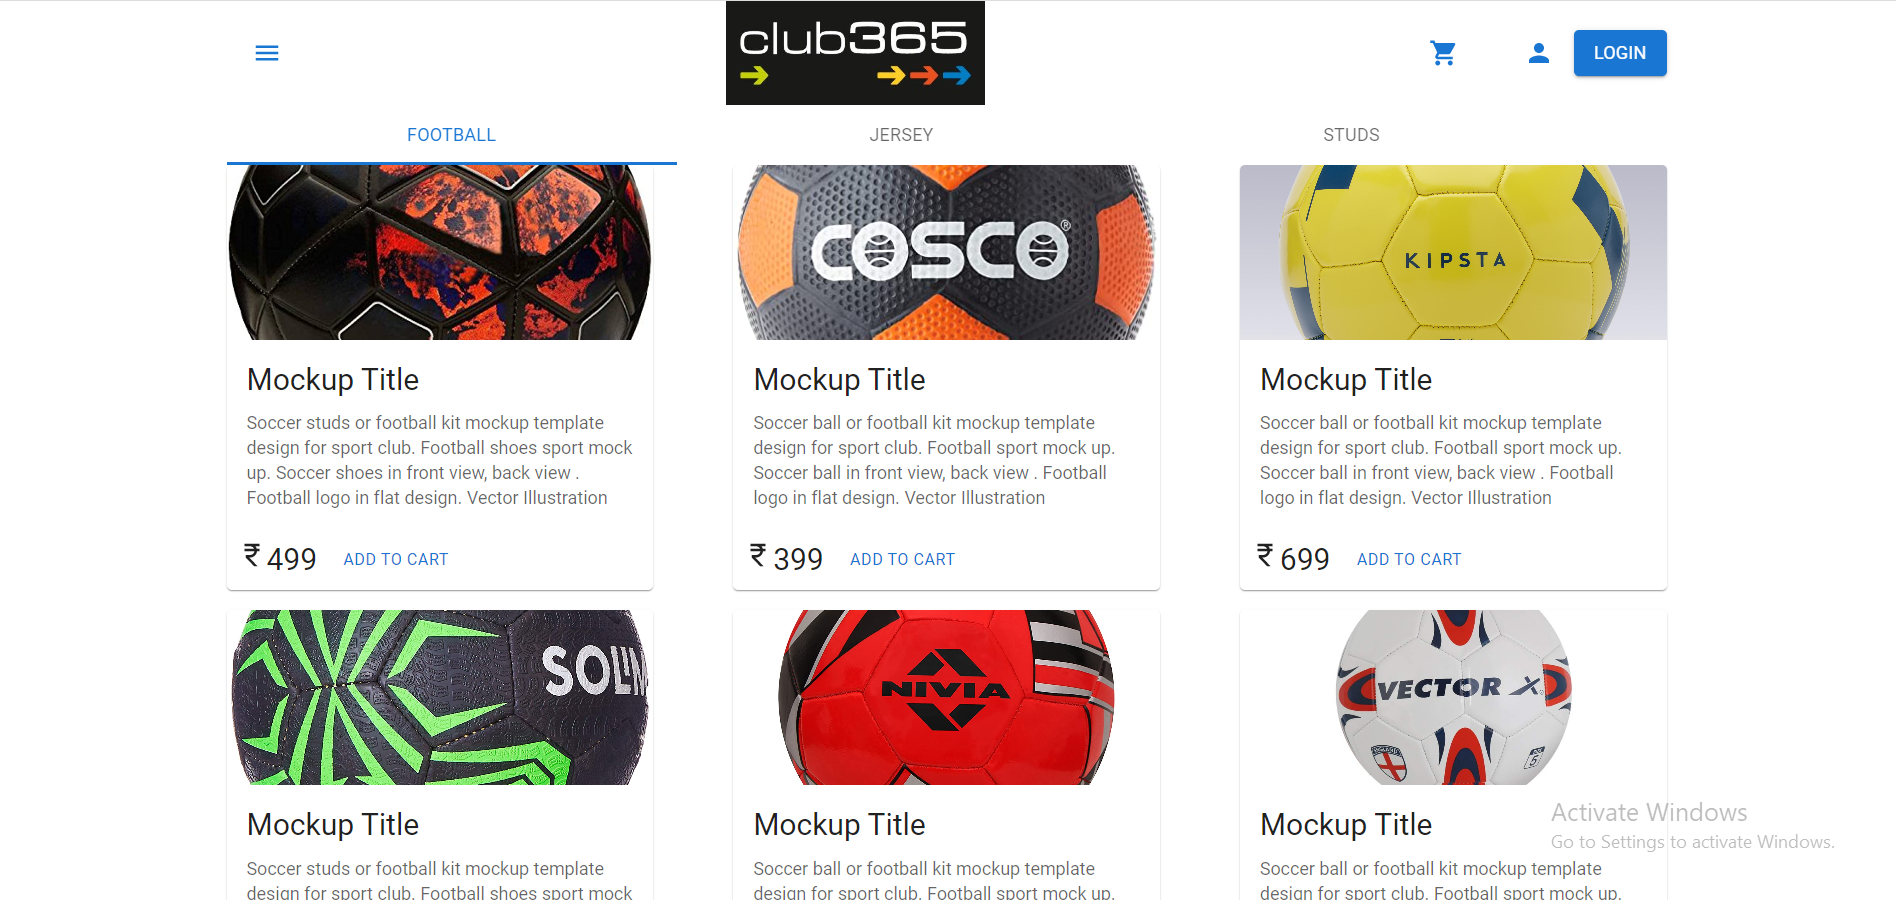 club365
LOGIN
FOOTBALL
JERSEY
STUDS
COSCO®
KIPSTA
Mockup Title
Soccer studs or football kit mockup template
design for sport club. Football shoes sport mock
up. Soccer shoes in front view, back view .
Football logo in flat design. Vector Illustration
₹ 499 ADD TO CART
Mockup Title
Soccer ball or football kit mockup template
design for sport club. Football sport mock up.
Soccer ball in front view, back view . Football
logo in flat design. Vector Illustration
₹ 399 ADD TO CART
Mockup Title
Soccer ball or football kit mockup template
design for sport club. Football sport mock up.
Soccer ball in front view, back view . Football
logo in flat design. Vector Illustration
₹ 699 ADD TO CART
NIVIA
VECTOR X
Mockup Title
Soccer studs or football kit mockup template
design for sport club. Football shoes sport mock
Mockup Title
Soccer ball or football kit mockup template
design for sport club. Football sport mock up.
Mockup Title
Soccer ball or football kit mockup template
design for sport club. Football sport mock up.
Activate Windows
Go to Settings to activate Windows.